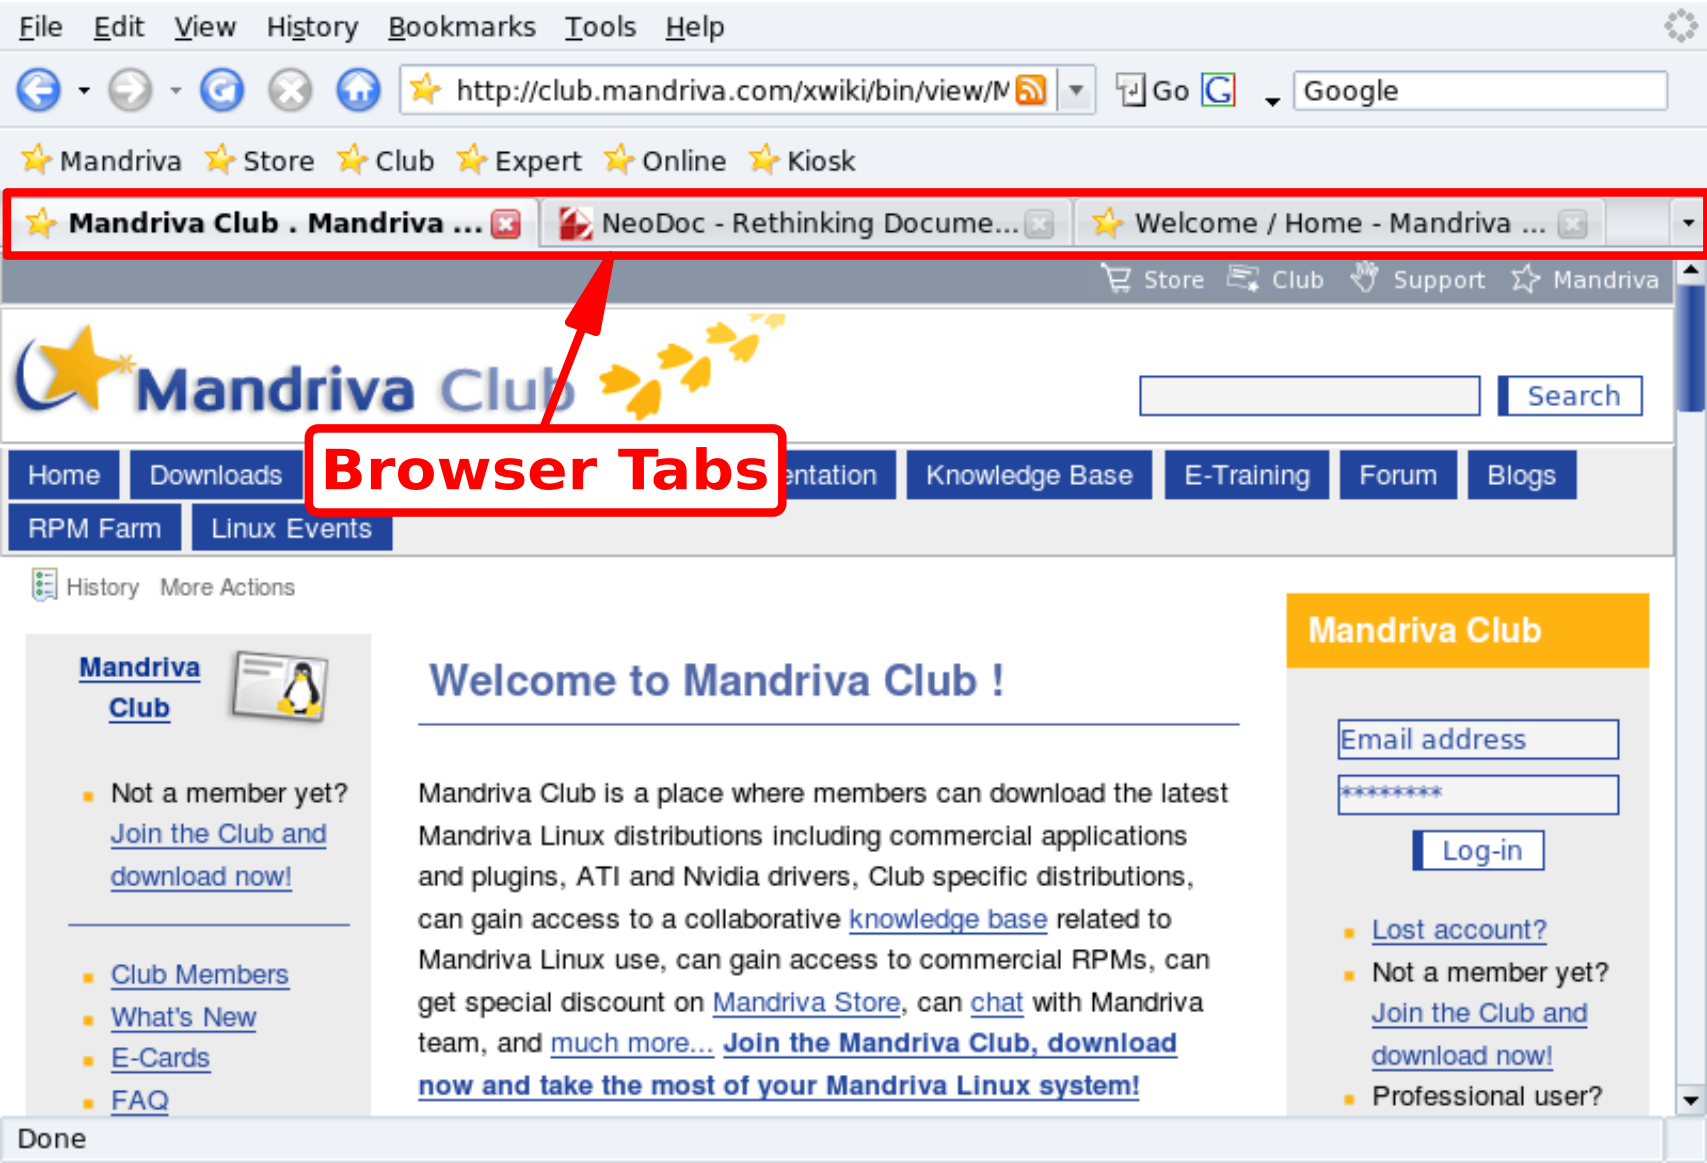 File Edit View History Bookmarks Tools Help
http://club.mandriva.com/xwiki/bin/view/M Go G Google
Mandriva Store Club Expert Online Kiosk
Mandriva Club . Mandriva ... NeoDoc - Rethinking Docume... Welcome / Home - Mandriva ...
Store Club Support Mandriva
Mandriva Club Search
Browser Tabs
Home Downloads entation Knowledge Base E-Training Forum Blogs
RPM Farm Linux Events
History More Actions
Mandriva
Club
Not a member yet?
Join the Club and
download now!
Club Members
What's New
E-Cards
FAQ
Welcome to Mandriva Club !
Mandriva Club is a place where members can download the latest
Mandriva Linux distributions including commercial applications
and plugins, ATI and Nvidia drivers, Club specific distributions,
can gain access to a collaborative knowledge base related to
Mandriva Linux use, can gain access to commercial RPMs, can
get special discount on Mandriva Store, can chat with Mandriva
team, and much more... Join the Mandriva Club, download
now and take the most of your Mandriva Linux system!
Mandriva Club
Email address
********
Log-in
Lost account?
Not a member yet?
Join the Club and
download now!
Professional user?
Done